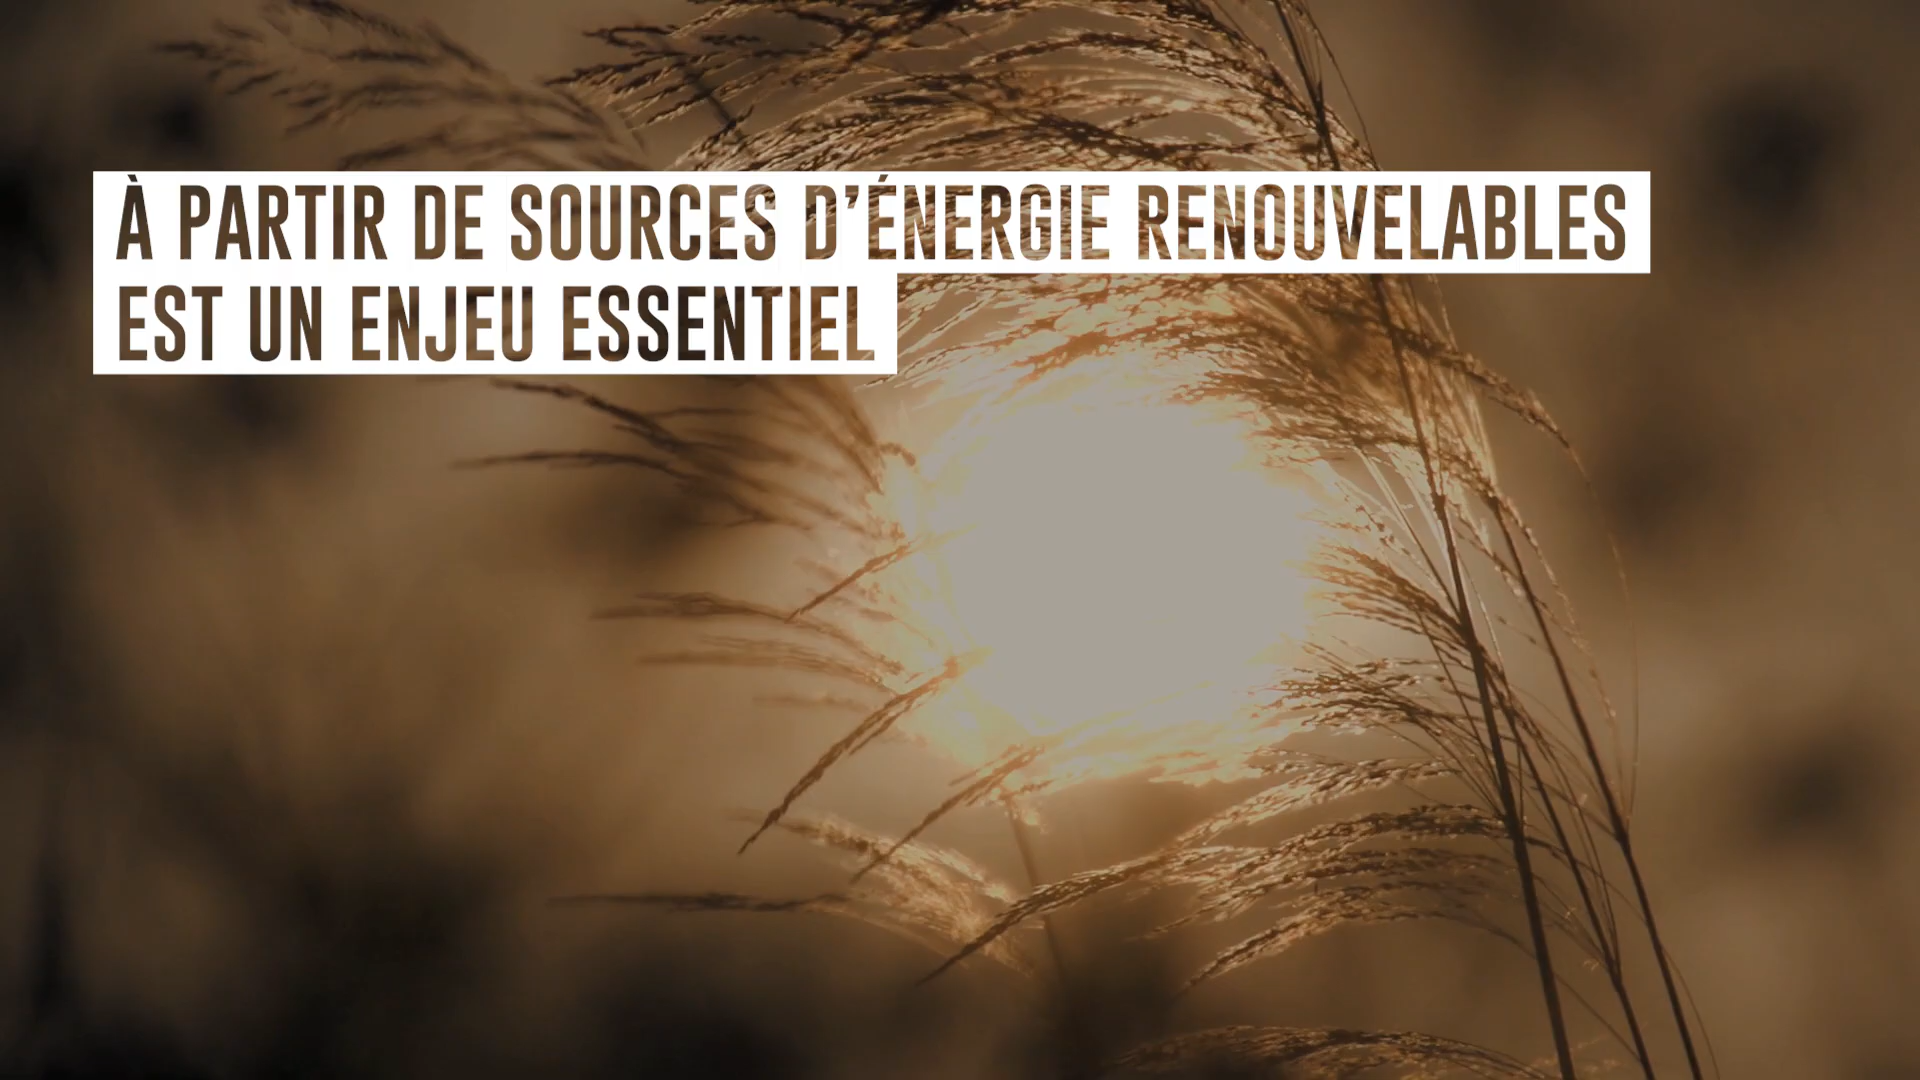 À PARTIR DE SOURCES D’ÉNERGIE RENOUVELABLES
EST UN ENJEU ESSENTIEL